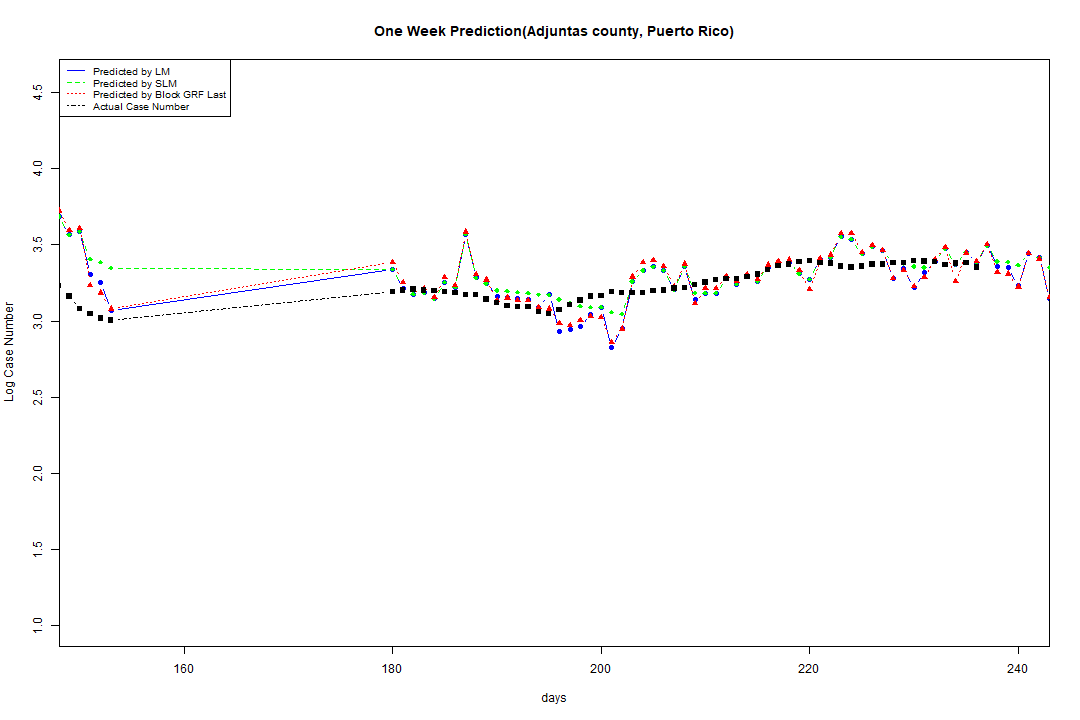 One Week Prediction(Adjuntas county, Puerto Rico)
Predicted by LM
Predicted by SLM
Predicted by Block GRF Last
Actual Case Number
4.5
4.0
3.5
3.0
2.5
2.0
1.5
1.0
Log Case Number
160 180 200 220 240
days